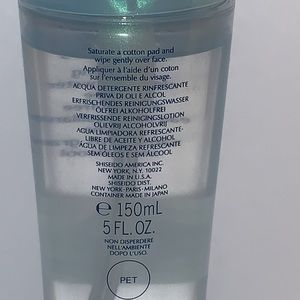 Saturate a cotton pad and
wipe gently over face.
Appliquer à l'aide d'un coton
sur l'ensemble du visage.
ACQUA DETERGENTE RINFRESCANTE
PRIVA DI OLI E ALCOL
ERFRISCHENDES REINIGUNGSWASSER
ÖLFREI ALKOHOLFREI
VERFRISSENDE REINIGINGSLOTION
OLIEVRIJ ALCOHOLVRIJ
AGUA LIMPIADORA REFRESCANTE
LIBRE DE ACEITE Y ALCOHOL
ÁGUA DE LIMPEZA REFRESCANTE
SEM ÓLEOS E SEM ÁLCOOL
SHISEIDO AMERICA INC.
NEW YORK, N.Y. 10022
MADE IN U.S.A.
SHISEIDO DIST.
NEW YORK·PARIS·MILANO
CONTAINER MADE IN JAPAN
℮ 150mL
5 FL.OZ.
NON DISPERDERE
NELL'AMBIENTE
DOPO L'USO.
PET